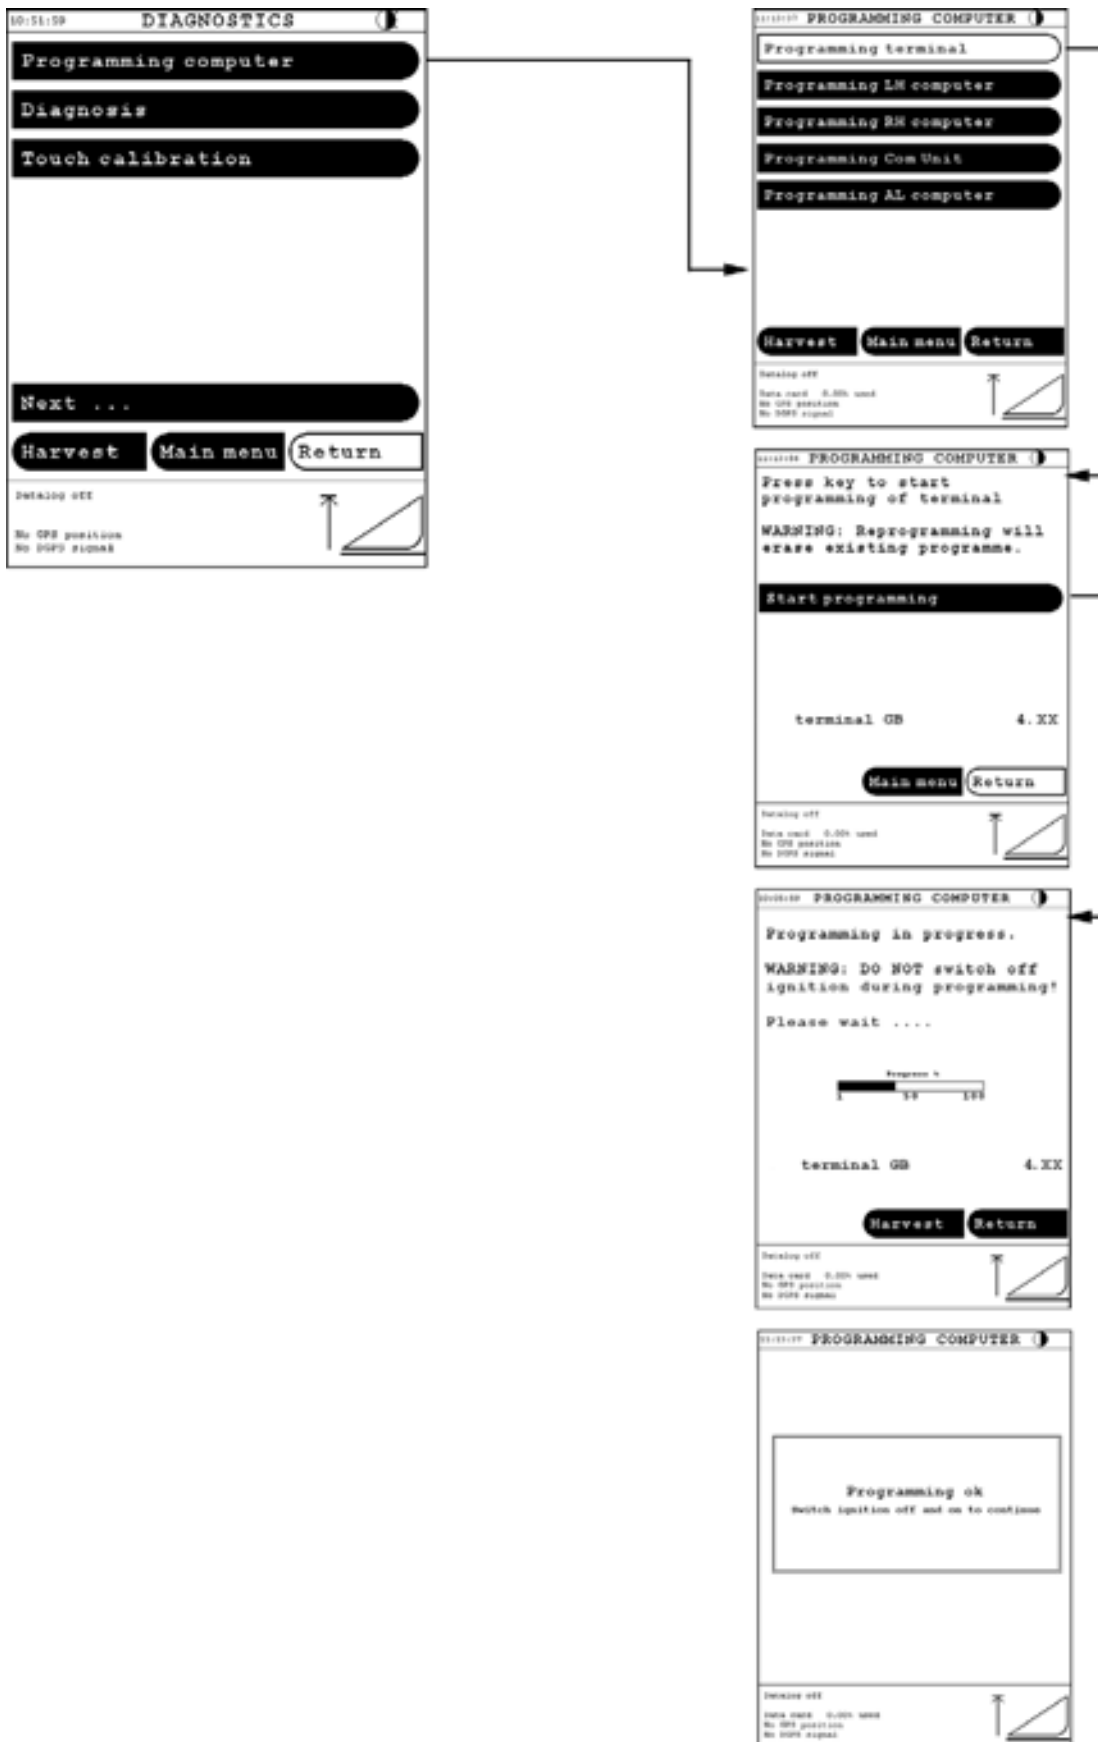 10:51:59 DIAGNOSTICS
Programming computer
Diagnosis
Touch calibration
Next ...
Harvest Main menu Return
Datalog off
No GPS position
No DGPS signal
PROGRAMMING COMPUTER
Programming terminal
Programming LH computer
Programming RH computer
Programming Com Unit
Programming AL computer
Harvest Main menu Return
Datalog off
Data card 0.00% used
No GPS position
No DGPS signal
PROGRAMMING COMPUTER
Press key to start
programming of terminal
WARNING: Reprogramming will
erase existing programme.
Start programming
terminal GB 4.XX
Main menu Return
Datalog off
Data card 0.00% used
No GPS position
No DGPS signal
PROGRAMMING COMPUTER
Programming in progress.
WARNING: DO NOT switch off
ignition during programming!
Please wait ....
Progress %
1 50 100
terminal GB 4.XX
Harvest Return
Datalog off
Data card 0.00% used
No GPS position
No DGPS signal
PROGRAMMING COMPUTER
Programming ok
Switch ignition off and on to continue
Datalog off
Data card 0.00% used
No GPS position
No DGPS signal